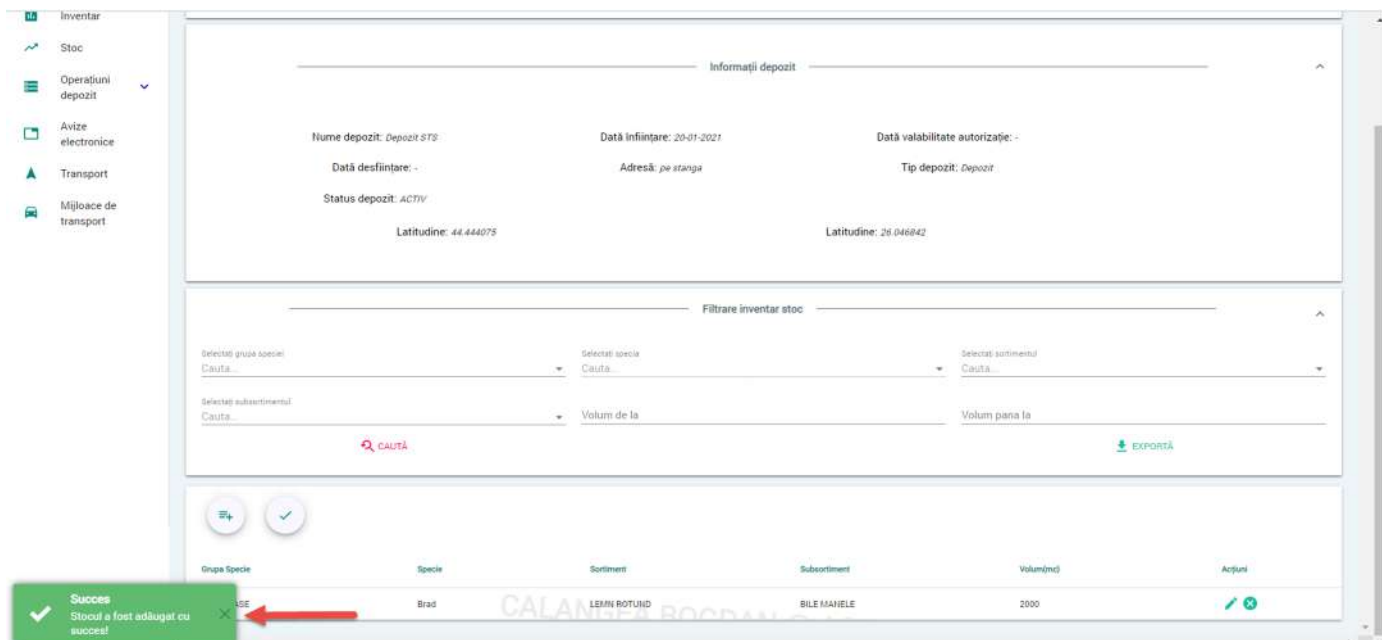 Inventar
Stoc
Operațiuni
depozit
Avize
electronice
Transport
Mijloace de
transport
Informații depozit
Nume depozit: Depozit STS
Dată înființare: 20-01-2021
Dată valabilitate autorizație: -
Dată desființare: -
Adresă: pe stanga
Tip depozit: Depozit
Status depozit: ACTIV
Latitudine: 44.444075
Latitudine: 26.046842
Filtrare inventar stoc
Selectați grupa speciei
Cauta...
Selectați specia
Cauta...
Selectați sortimentul
Cauta...
Selectați subsortimentul
Cauta...
Volum de la
Volum pana la
CAUTĂ
EXPORTĂ
Grupa Specie
Specie
Sortiment
Subsortiment
Volum(mc)
Acțiuni
Brad
LEMN ROTUND
BILE MANELE
2000
CALANGEA BOGDAN
Succes
Stocul a fost adăugat cu
succes!